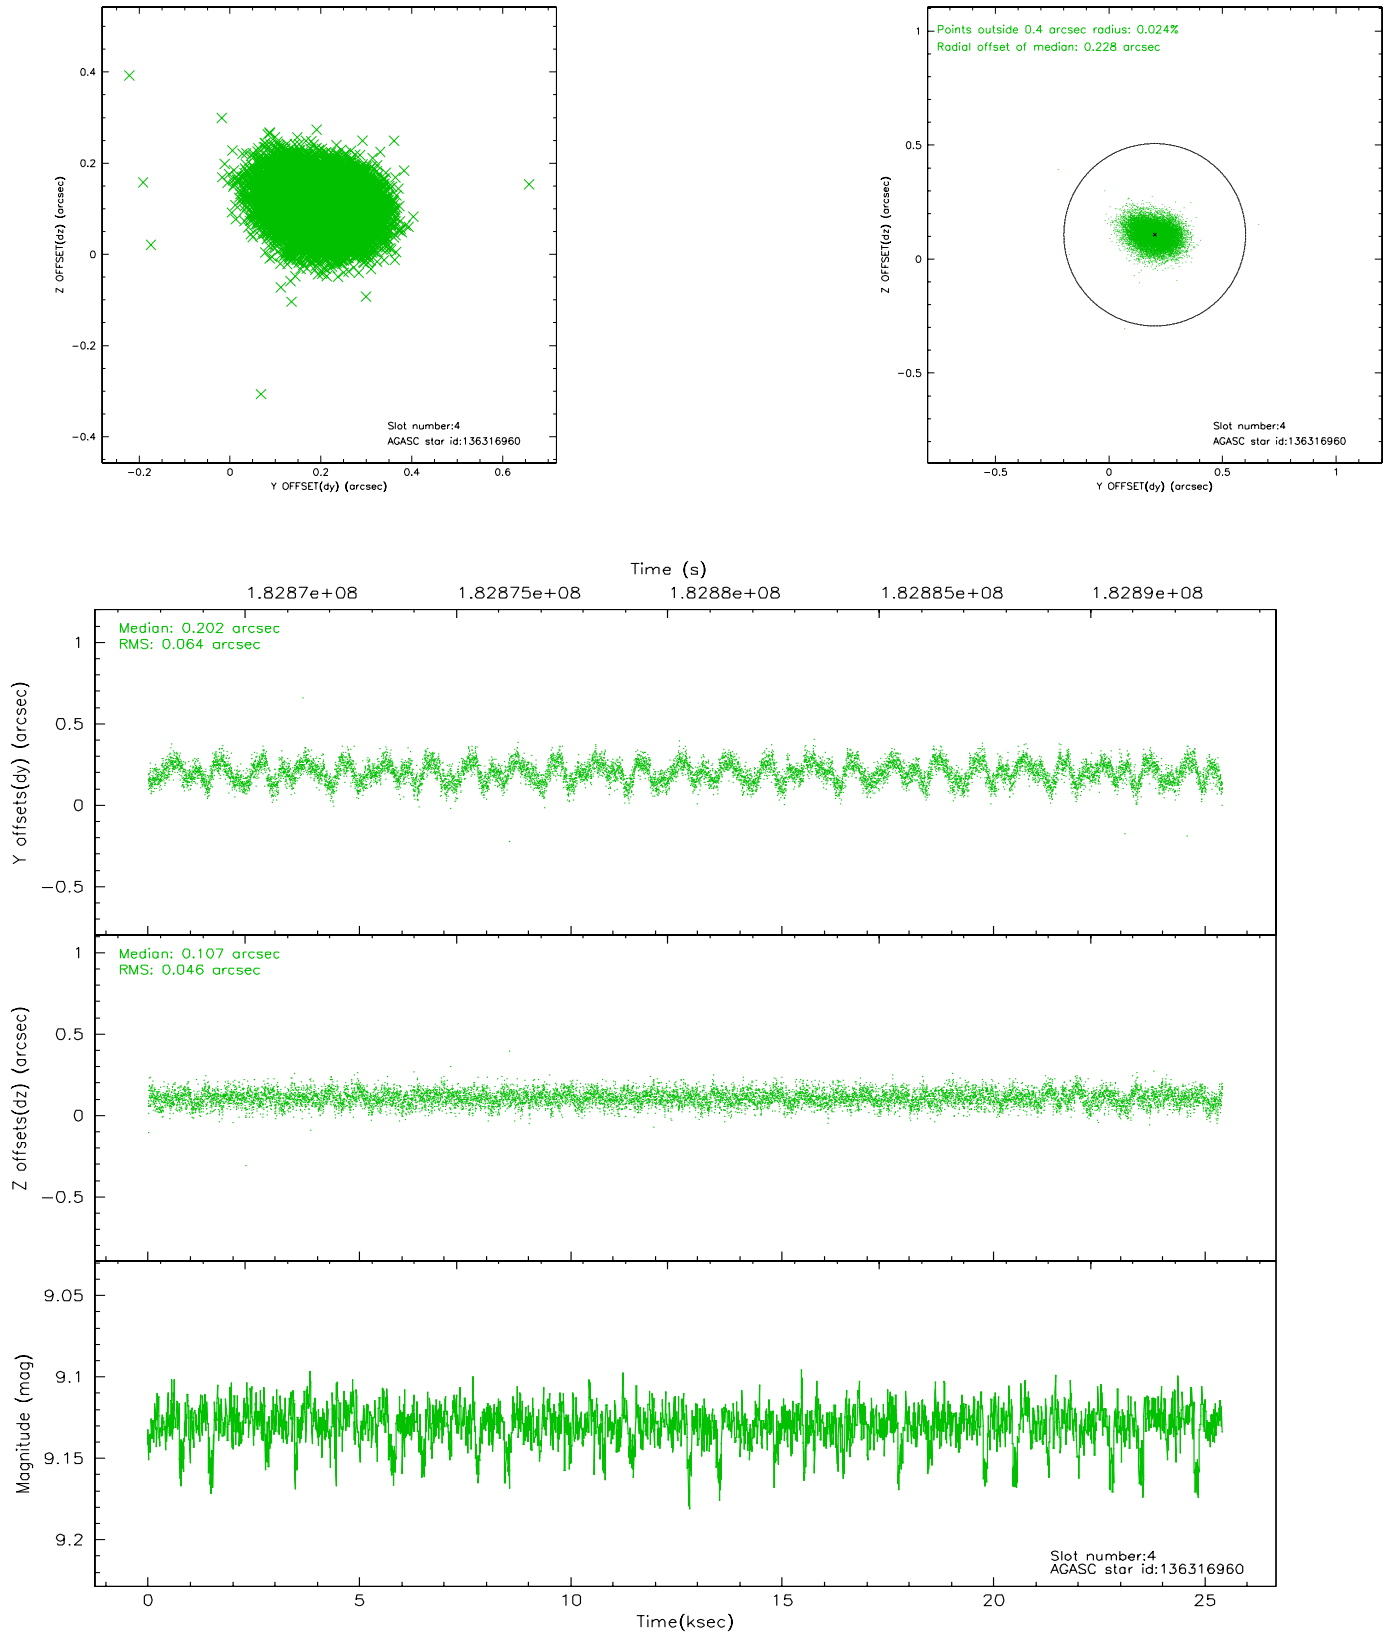 0.4
0.2
0
−0.2
−0.4
Z OFFSET(dz) (arcsec)
Slot number:4
AGASC star id:136316960
−0.2 0 0.2 0.4 0.6
Y OFFSET(dy) (arcsec)
Points outside 0.4 arcsec radius: 0.024%
Radial offset of median: 0.228 arcsec
1
0.5
0
−0.5
Z OFFSET(dz) (arcsec)
Slot number:4
AGASC star id:136316960
−0.5 0 0.5 1
Y OFFSET(dy) (arcsec)
Time (s)
1.8287e+08 1.82875e+08 1.8288e+08 1.82885e+08 1.8289e+08
Median: 0.202 arcsec
RMS: 0.064 arcsec
1
0.5
0
−0.5
Y offsets(dy) (arcsec)
Median: 0.107 arcsec
RMS: 0.046 arcsec
1
0.5
0
−0.5
Z offsets(dz) (arcsec)
9.05
9.1
9.15
9.2
Magnitude (mag)
Slot number:4
AGASC star id:136316960
0 5 10 15 20 25
Time(ksec)